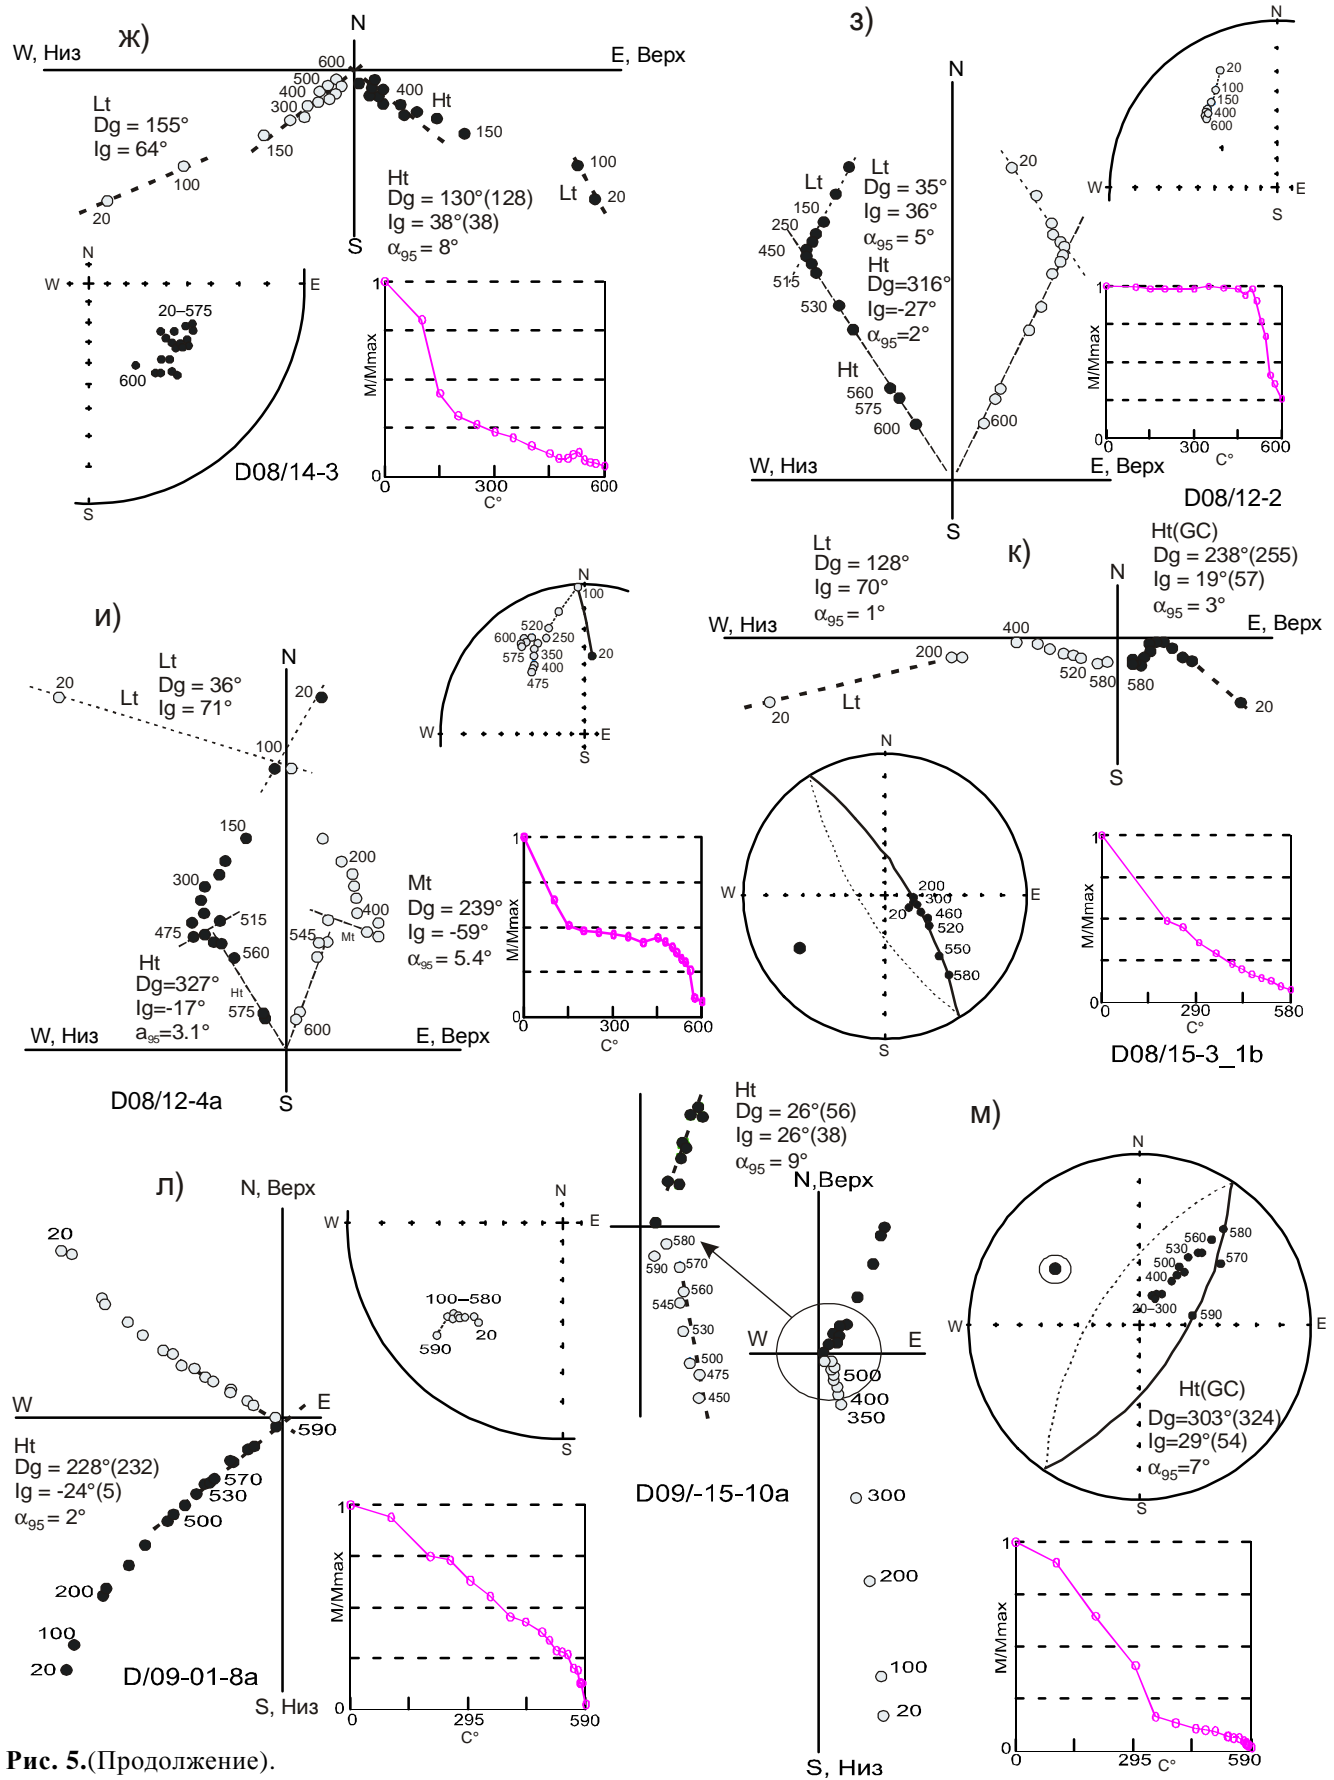 ж)
N
W, Низ
E, Верх
600
500
400
300
150
100
20
400
Ht
150
100
Lt
20
Lt
Dg = 155°
Ig = 64°
Ht
Dg = 130°(128)
Ig = 38°(38)
α95 = 8°
S
N
W
E
20–575
600
S
D08/14-3
M/Mmax
1
0
0
300
600
C°
з)
N
Lt
150
250
450
515
530
Ht
560
575
600
Lt
Dg = 35°
Ig = 36°
α95 = 5°
Ht
Dg=316°
Ig=-27°
α95=2°
20
600
W, Низ
E, Верх
S
N
20
100
150
400
600
W
E
S
M/Mmax
1
0
0
300
600
C°
D08/12-2
и)
N
Lt
Dg = 36°
Ig = 71°
20
Lt
20
100
150
200
300
400
475
515
545
Mt
560
Ht
575
600
Ht
Dg=327°
Ig=-17°
a95=3.1°
Mt
Dg = 239°
Ig = -59°
α95 = 5.4°
W, Низ
E, Верх
S
D08/12-4a
N
100
520
600
250
575
350
20
400
475
W
E
S
M/Mmax
1
0
0
300
600
C°
к)
Lt
Dg = 128°
Ig = 70°
α95 = 1°
Ht(GC)
Dg = 238°(255)
Ig = 19°(57)
α95 = 3°
N
W, Низ
E, Верх
400
200
520
580
580
20
Lt
20
S
N
W
E
200
300
20
460
520
550
580
S
M/Mmax
1
0
0
290
580
C°
D08/15-3_1b
л)
N, Верх
20
W
E
590
570
530
500
200
100
20
Ht
Dg = 228°(232)
Ig = -24°(5)
α95 = 2°
D/09-01-8a
S, Низ
N
W
E
100–580
20
590
S
M/Mmax
1
0
0
295
590
C°
м)
Ht
Dg = 26°(56)
Ig = 26°(38)
α95 = 9°
580
590
570
560
545
530
500
475
450
N,Верх
W
E
500
400
350
300
200
100
20
S, Низ
D09/-15-10a
N
W
E
580
560
530
570
500
400
20–300
590
Ht(GC)
Dg=303°(324)
Ig=29°(54)
α95=7°
S
M/Mmax
1
0
0
295
590
C°
Рис. 5.(Продолжение).